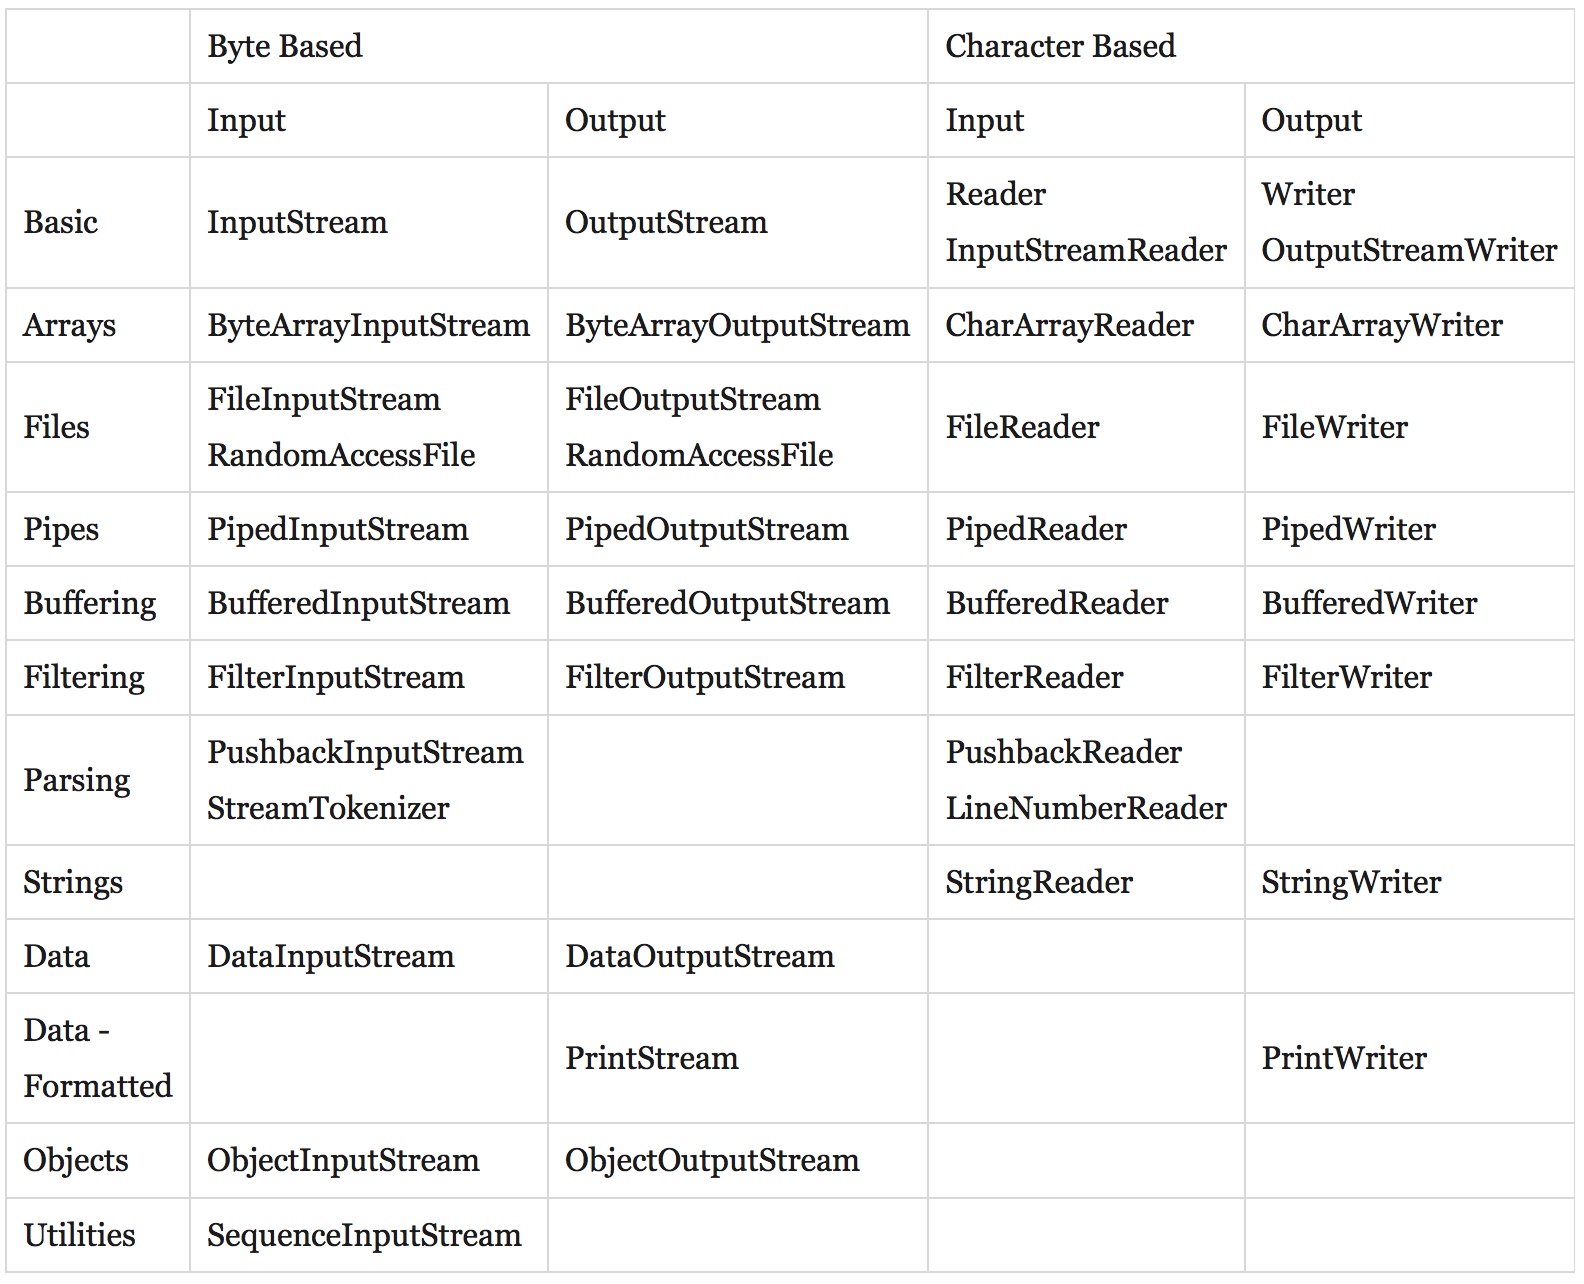 Byte Based Character Based
Input Output Input Output
Basic InputStream OutputStream Reader Writer
InputStreamReader OutputStreamWriter
Arrays ByteArrayInputStream ByteArrayOutputStream CharArrayReader CharArrayWriter
Files FileInputStream FileOutputStream FileReader FileWriter
RandomAccessFile RandomAccessFile
Pipes PipedInputStream PipedOutputStream PipedReader PipedWriter
Buffering BufferedInputStream BufferedOutputStream BufferedReader BufferedWriter
Filtering FilterInputStream FilterOutputStream FilterReader FilterWriter
Parsing PushbackInputStream PushbackReader
StreamTokenizer LineNumberReader
Strings StringReader StringWriter
Data DataInputStream DataOutputStream
Data - PrintStream PrintWriter
Formatted
Objects ObjectInputStream ObjectOutputStream
Utilities SequenceInputStream